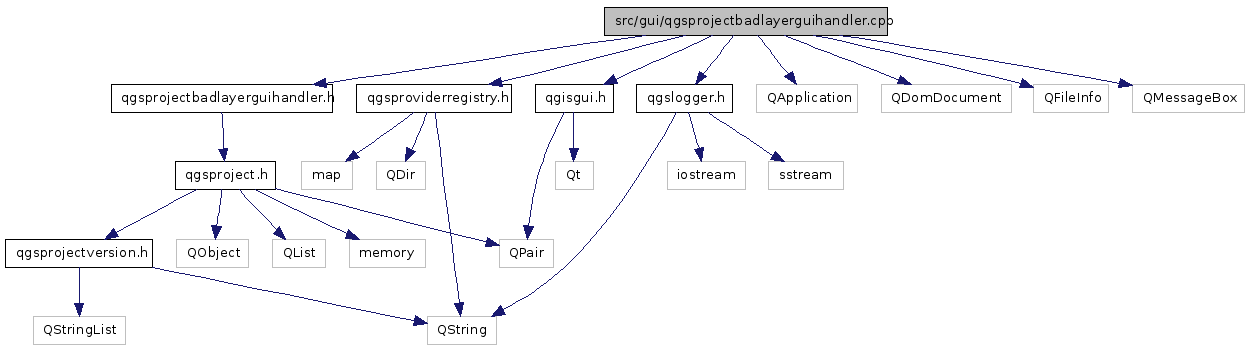 src/gui/qgsprojectbadlayerguihandler.cpp
qgsprojectbadlayerguihandler.h
qgsproviderregistry.h
qgisgui.h
qgslogger.h
QApplication
QDomDocument
QFileInfo
QMessageBox
qgsproject.h
map
QDir
Qt
iostream
sstream
qgsprojectversion.h
QObject
QList
memory
QPair
QStringList
QString